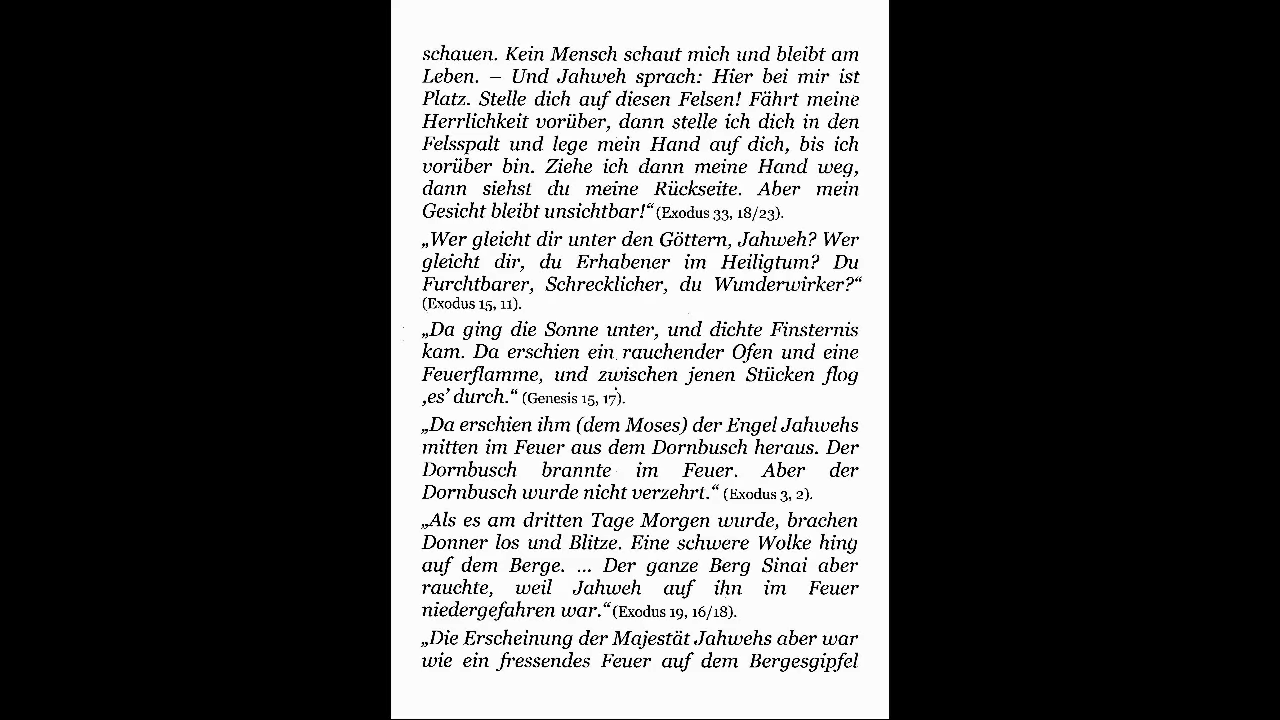 schauen. Kein Mensch schaut mich und bleibt am
Leben. – Und Jahweh sprach: Hier bei mir ist
Platz. Stelle dich auf diesen Felsen! Fährt meine
Herrlichkeit vorüber, dann stelle ich dich in den
Felsspalt und lege mein Hand auf dich, bis ich
vorüber bin. Ziehe ich dann meine Hand weg,
dann siehst du meine Rückseite. Aber mein
Gesicht bleibt unsichtbar!“ (Exodus 33, 18/23).
„Wer gleicht dir unter den Göttern, Jahweh? Wer
gleicht dir, du Erhabener im Heiligtum? Du
Furchtbarer, Schrecklicher, du Wunderwirker?“
(Exodus 15, 11).
„Da ging die Sonne unter, und dichte Finsternis
kam. Da erschien ein rauchender Ofen und eine
Feuerflamme, und zwischen jenen Stücken flog
‚es’ durch.“ (Genesis 15, 17).
„Da erschien ihm (dem Moses) der Engel Jahwehs
mitten im Feuer aus dem Dornbusch heraus. Der
Dornbusch brannte im Feuer. Aber der
Dornbusch wurde nicht verzehrt.“ (Exodus 3, 2).
„Als es am dritten Tage Morgen wurde, brachen
Donner los und Blitze. Eine schwere Wolke hing
auf dem Berge. ... Der ganze Berg Sinai aber
rauchte, weil Jahweh auf ihn im Feuer
niedergefahren war.“ (Exodus 19, 16/18).
„Die Erscheinung der Majestät Jahwehs aber war
wie ein fressendes Feuer auf dem Bergesgipfel